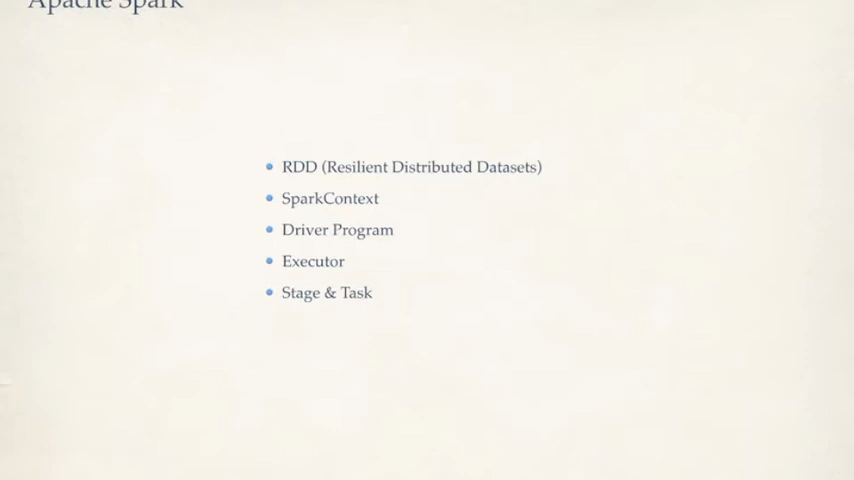 Apache Spark
RDD (Resilient Distributed Datasets)
SparkContext
Driver Program
Executor
Stage & Task